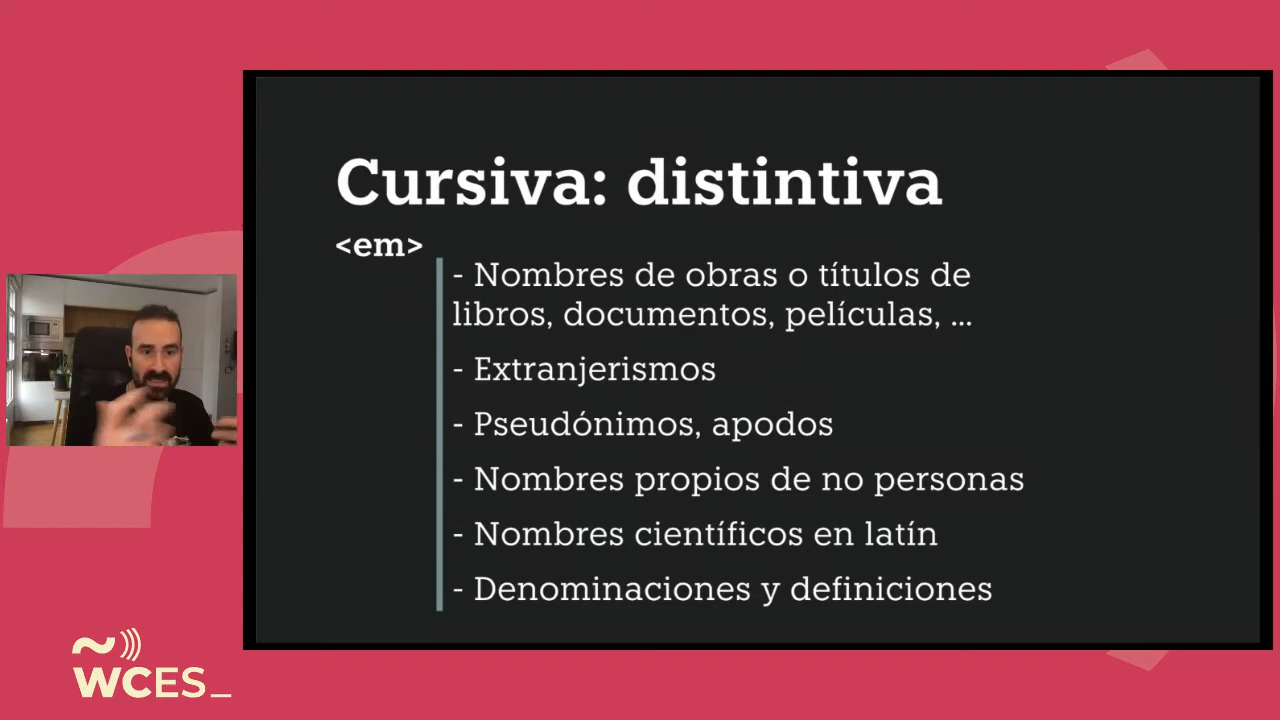 Cursiva: distintiva
<em>
- Nombres de obras o títulos de
libros, documentos, películas, ...
- Extranjerismos
- Pseudónimos, apodos
- Nombres propios de no personas
- Nombres científicos en latín
- Denominaciones y definiciones
~)))
WCES_